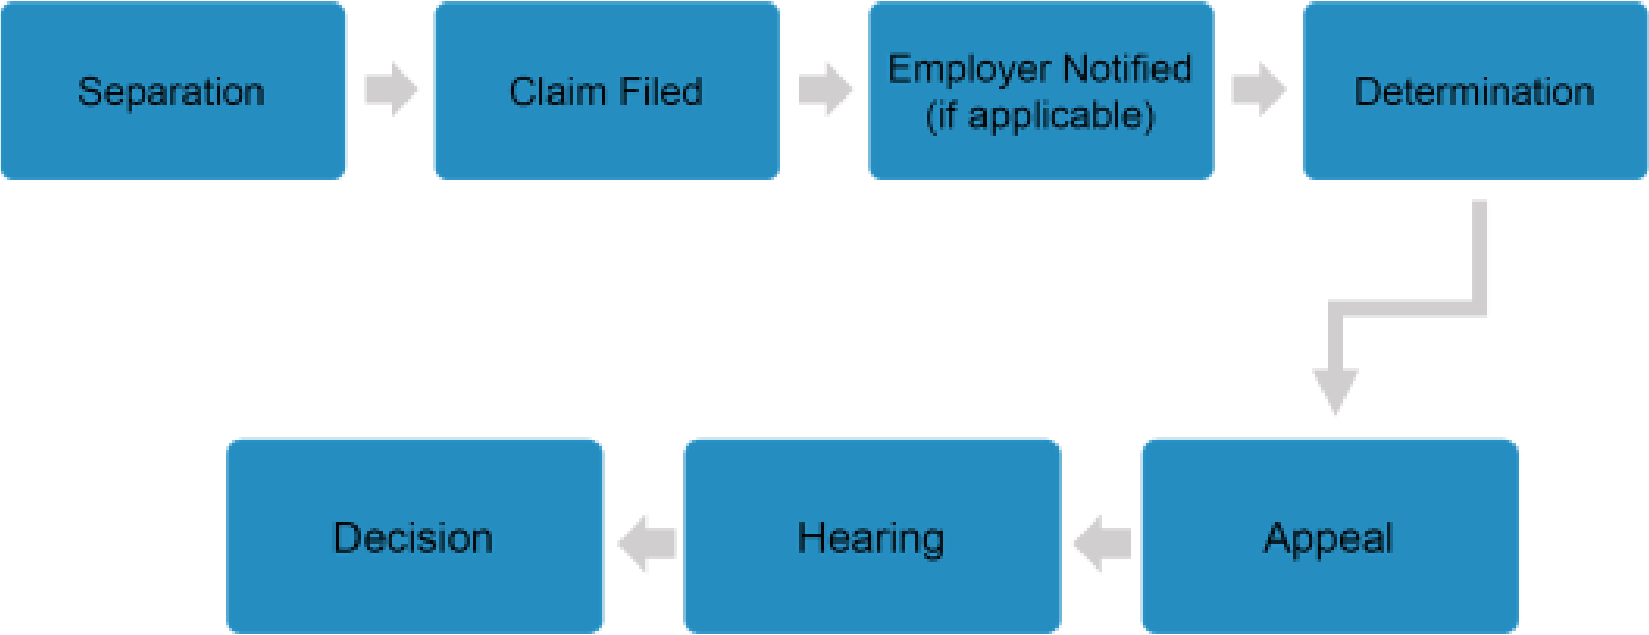 Separation
Claim Filed
Employer Notified
(if applicable)
Determination
Appeal
Hearing
Decision